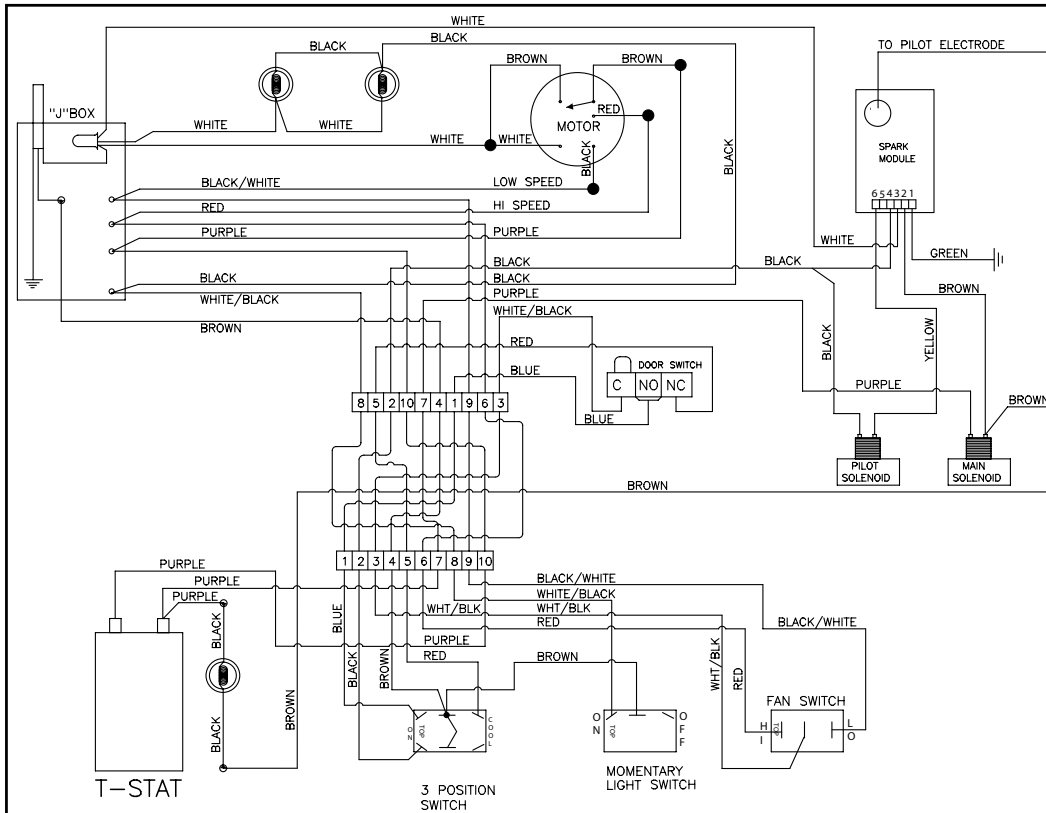 WHITE
BLACK
BLACK
TO PILOT ELECTRODE
BROWN
BROWN
"J"BOX
RED
MOTOR
SPARK
MODULE
WHITE
WHITE
WHITE
WHITE
BLACK
BLACK
BLACK/WHITE
LOW SPEED
654321
RED
HI SPEED
PURPLE
PURPLE
WHITE
GREEN
BLACK
BLACK
BLACK
BLACK
WHITE/BLACK
PURPLE
BROWN
WHITE/BLACK
BROWN
BLACK
YELLOW
RED
DOOR SWITCH
BLUE
C NO NC
PURPLE
BROWN
8 5 2 10 7 4 1 9 6 3
BLUE
PILOT
SOLENOID
MAIN
SOLENOID
BROWN
1 2 3 4 5 6 7 8 9 10
PURPLE
PURPLE
PURPLE
BLACK/WHITE
WHITE/BLACK
WHT/BLK
WHT/BLK
RED
BLACK/WHITE
BLUE
BLACK
PURPLE
BLACK
BROWN
RED
BROWN
WHT/BLK
RED
BROWN
BLACK
FAN SWITCH
ON
TOP
COOL
ON
TOP
OFF
HI
TOP
LO
T-STAT
3 POSITION
SWITCH
MOMENTARY
LIGHT SWITCH